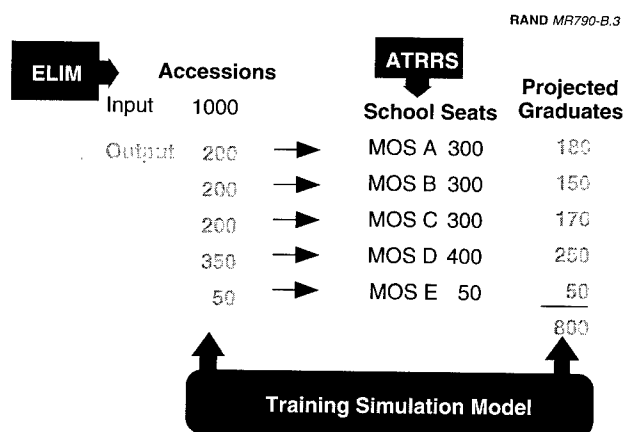 RAND MR790-B.3
ELIM
Accessions
ATRRS
Projected
Graduates
Input 1000
School Seats
Output 200 MOS A 300 180
200 MOS B 300 150
200 MOS C 300 170
350 MOS D 400 250
50 MOS E 50 50
800
Training Simulation Model